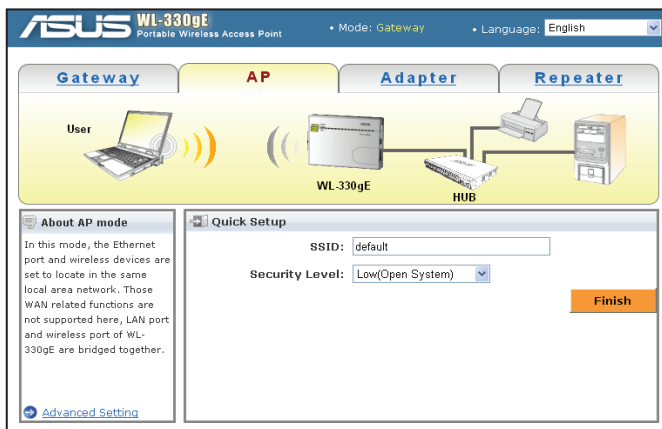 ASUS WL-330gE
Portable Wireless Access Point
• Mode: Gateway
• Language: English
Gateway
AP
Adapter
Repeater
User
WL-330gE
HUB
About AP mode
In this mode, the Ethernet
port and wireless devices are
set to locate in the same
local area network. Those
WAN related functions are
not supported here, LAN port
and wireless port of WL-
330gE are bridged together.
Advanced Setting
Quick Setup
SSID: default
Security Level: Low(Open System)
Finish